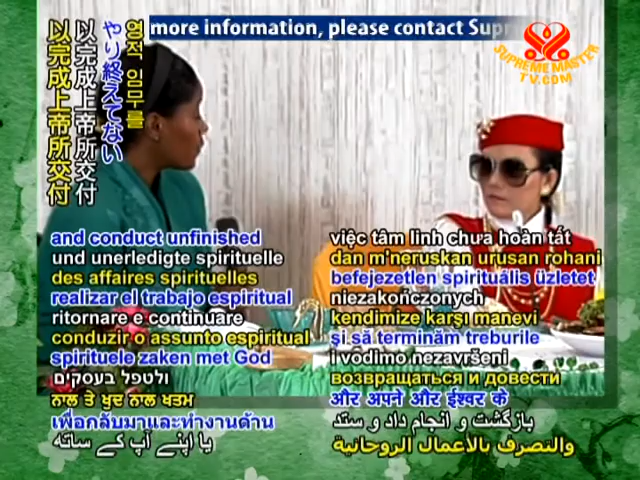 more information, please contact Sup
SUPREME MASTER
TV.COM
영적 임무를
やり終えてない
以完成上帝所交付
以完成上帝所交付
and conduct unfinished
und unerledigte spirituelle
des affaires spirituelles
realizar el trabajo espiritual
ritornare e continuare
conduzir o assunto espiritual
spirituele zaken met God
ולטפל בעסקים
ਨਾਲ ਤੇ ਖੁਦ ਨਾਲ ਖਤਮ
เพื่อกลับมาและทำงานด้าน
یا اپنے آپ کے ساتھ
việc tâm linh chưa hoàn tất
dan m'neruskan urusan rohani
befejezetlen spirituális üzletet
niezakończonych
kendimize karşı manevi
şi să terminăm treburile
i vodimo nezavršeni
возвращаться и довести
और अपने और ईश्वर के
بازگشت و انجام داد و ستد
والتصرف بالأعمال الروحانية